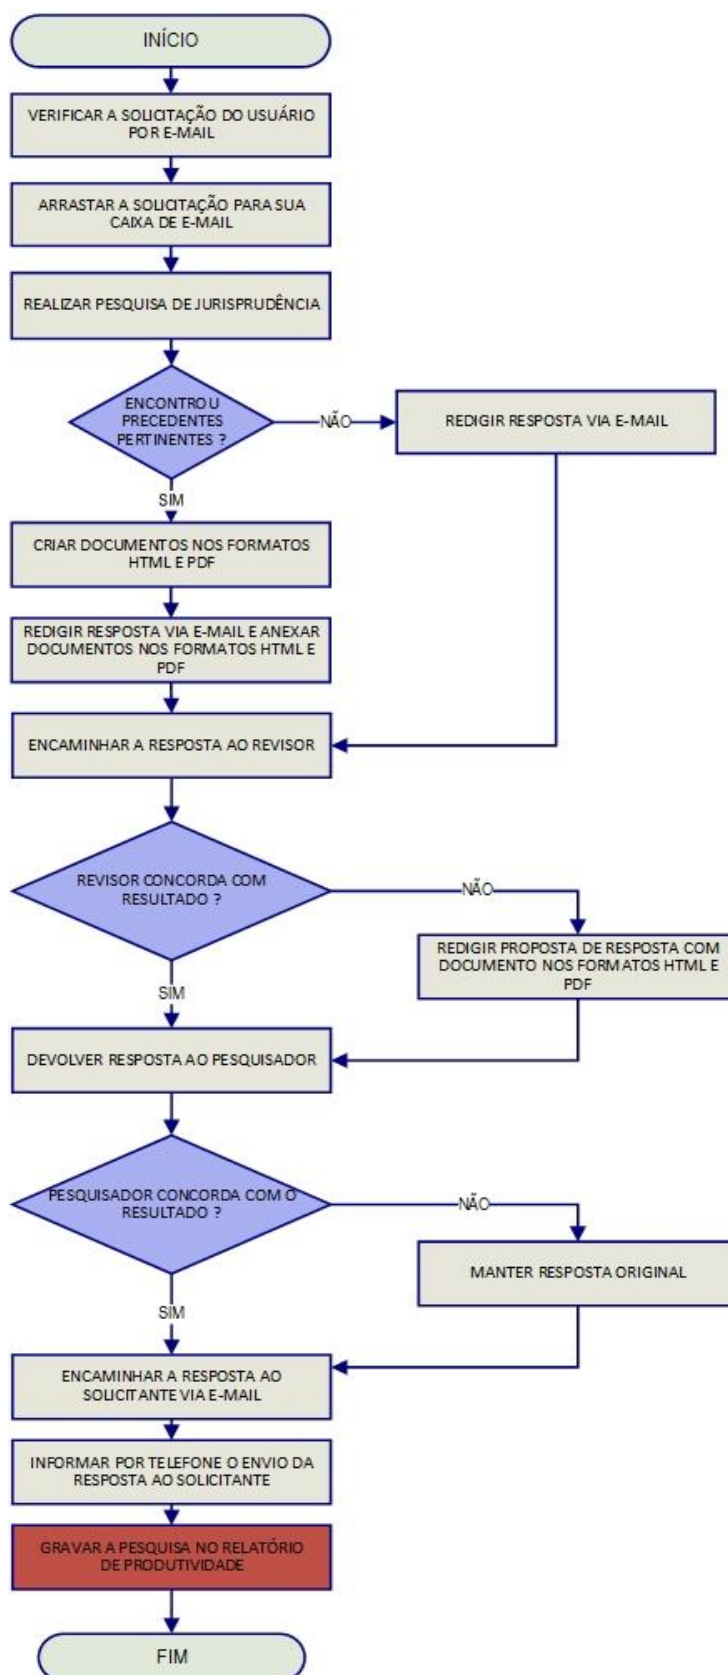 INÍCIO
VERIFICAR A SOLICITAÇÃO DO USUÁRIO
POR E-MAIL
ARRASTAR A SOLICITAÇÃO PARA SUA
CAIXA DE E-MAIL
REALIZAR PESQUISA DE JURISPRUDÊNCIA
ENCONTROU
PRECEDENTES
PERTINENTES ?
NÃO
REDIGIR RESPOSTA VIA E-MAIL
SIM
CRIAR DOCUMENTOS NOS FORMATOS
HTML E PDF
REDIGIR RESPOSTA VIA E-MAIL E ANEXAR
DOCUMENTOS NOS FORMATOS HTML E
PDF
ENCAMINHAR A RESPOSTA AO REVISOR
REVISOR CONCORDA COM
RESULTADO ?
NÃO
REDIGIR PROPOSTA DE RESPOSTA COM
DOCUMENTO NOS FORMATOS HTML E
PDF
SIM
DEVOLVER RESPOSTA AO PESQUISADOR
PESQUISADOR CONCORDA COM O
RESULTADO ?
NÃO
MANTER RESPOSTA ORIGINAL
SIM
ENCAMINHAR A RESPOSTA AO
SOLICITANTE VIA E-MAIL
INFORMAR POR TELEFONE O ENVIO DA
RESPOSTA AO SOLICITANTE
GRAVAR A PESQUISA NO RELATÓRIO
DE PRODUTIVIDADE
FIM